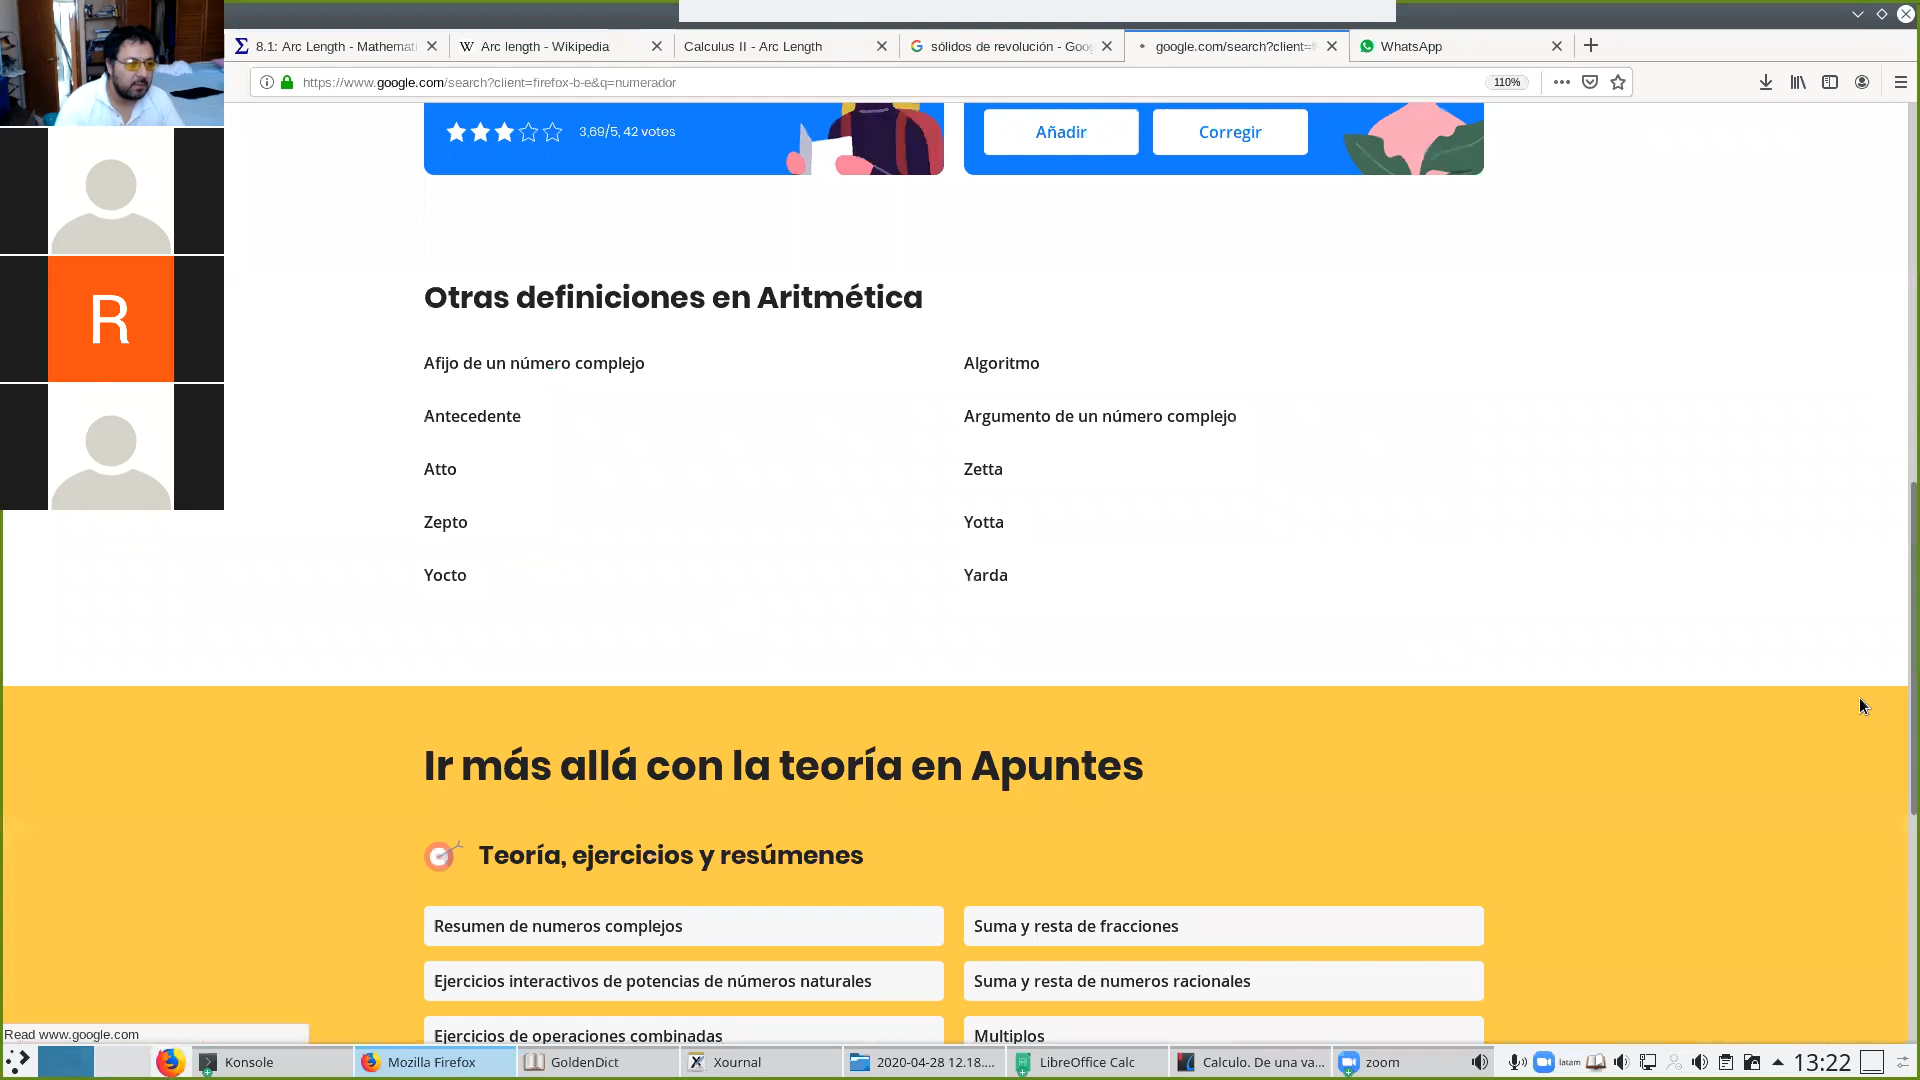 8.1: Arc Length - Mathemati
Arc length - Wikipedia
Calculus II - Arc Length
sólidos de revolución - Goog
google.com/search?client=
WhatsApp
https://www.google.com/search?client=firefox-b-e&q=numerador
110%
3,69/5, 42 votes
Añadir
Corregir
R
Otras definiciones en Aritmética
Afijo de un número complejo
Algoritmo
Antecedente
Argumento de un número complejo
Atto
Zetta
Zepto
Yotta
Yocto
Yarda
Ir más allá con la teoría en Apuntes
Teoría, ejercicios y resúmenes
Resumen de numeros complejos
Suma y resta de fracciones
Ejercicios interactivos de potencias de números naturales
Suma y resta de numeros racionales
Ejercicios de operaciones combinadas
Multiplos
Read www.google.com
Konsole
Mozilla Firefox
GoldenDict
Xournal
2020-04-28 12.18....
LibreOffice Calc
Calculo. De una va...
zoom
latam
13:22